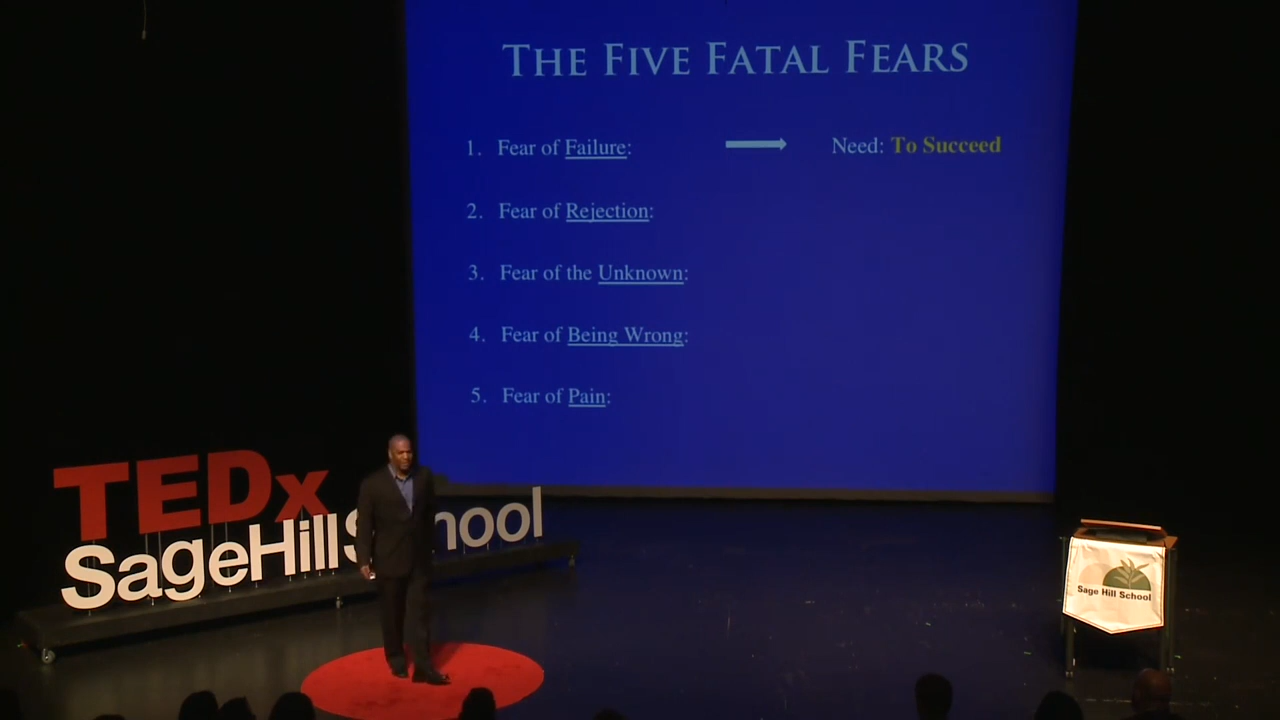 THE FIVE FATAL FEARS
1. Fear of Failure: Need: To Succeed
2. Fear of Rejection:
3. Fear of the Unknown:
4. Fear of Being Wrong:
5. Fear of Pain:
TEDx
SageHillSchool
Sage Hill School